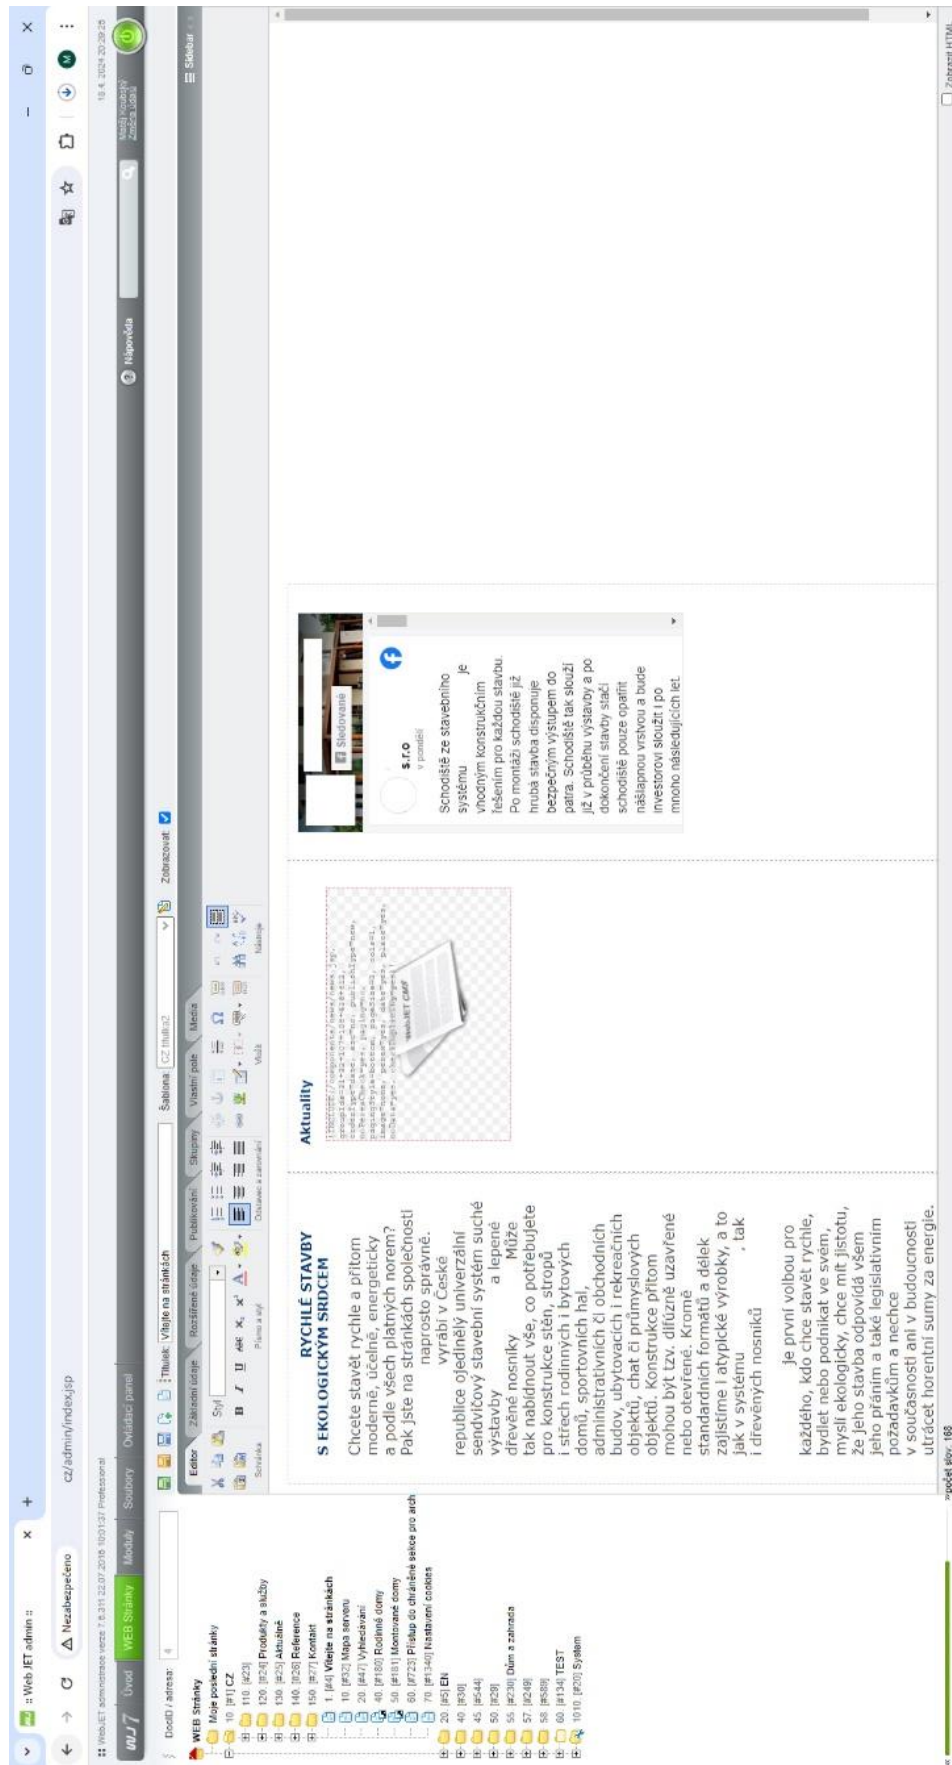 :: Web JET admin ::
Nezabezpečeno
cz/admin/index.jsp
M
WebJET administrace verze 7.6.311 22.07.2016 10:01:37 Professional
18.4. 2024 20:29:25
WJ7
Úvod
WEB Stránky
Moduly
Soubory
Ovládací panel
Nápověda
Matěj Koubský
Změna údajů
DocID / adresa: 4
Titulek: Vítejte na stránkách
Šablona: CZ titulka2
Zobrazovat:
Editor
Základní údaje
Rozšířené údaje
Publikování
Skupiny
Vlastní pole
Media
Sidebar
Styl
B I U ABC X₂ X² A
Schránka
Písmo a styl
Odstavec a zarovnání
Vložit
Nástroje
WEB Stránky
Moje poslední stránky
10. [#1] CZ
110. [#23]
120. [#24] Produkty a služby
130. [#25] Aktuálně
140. [#26] Reference
150. [#27] Kontakt
1. [#4] Vítejte na stránkách
10. [#32] Mapa serveru
20. [#47] Vyhledávání
40. [#180] Rodinné domy
50. [#181] Montované domy
60. [#723] Přístup do chráněné sekce pro arch
70. [#1340] Nastavení cookies
20. [#5] EN
40. [#30]
45. [#544]
50. [#29]
55. [#230] Dům a zahrada
57. [#249]
58. [#589]
60. [#134] TEST
1010. [#20] System
RYCHLÉ STAVBY
S EKOLOGICKÝM SRDCEM
Chcete stavět rychle a přitom
moderně, účelně, energeticky
a podle všech platných norem?
Pak jste na stránkách společnosti
naprosto správně.
vyrábí v České
republice ojedinělý univerzální
sendvičový stavební systém suché
výstavby a lepené
dřevěné nosníky Může
tak nabídnout vše, co potřebujete
pro konstrukce stěn, stropů
i střech rodinných i bytových
domů, sportovních hal,
administrativních či obchodních
budov, ubytovacích i rekreačních
objektů, chat či průmyslových
objektů. Konstrukce přitom
mohou být tzv. difúzně uzavřené
nebo otevřené. Kromě
standardních formátů a délek
zajistíme i atypické výrobky, a to
jak v systému , tak
i dřevěných nosníků
je první volbou pro
každého, kdo chce stavět rychle,
bydlet nebo podnikat ve svém,
myslí ekologicky, chce mít jistotu,
že jeho stavba odpovídá všem
jeho přáním a také legislativním
požadavkům a nechce
v současnosti ani v budoucnosti
utrácet horentní sumy za energie.
Aktuality
WebJET CMS
Sledované
s.r.o
v pondělí
Schodiště ze stavebního
systému je
vhodným konstrukčním
řešením pro každou stavbu.
Po montáži schodiště již
hrubá stavba disponuje
bezpečným výstupem do
patra. Schodiště tak slouží
již v průběhu výstavby a po
dokončení stavby stačí
schodiště pouze opatřit
nášlapnou vrstvou a bude
investorovi sloužit i po
mnoho následujících let.
počet slov: 168
Zobrazit HTML